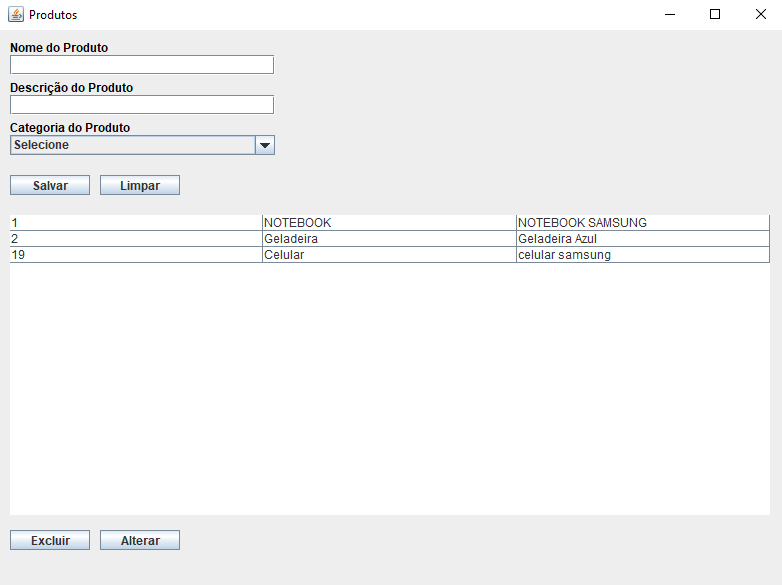 Produtos
Nome do Produto
Descrição do Produto
Categoria do Produto
Selecione
Salvar Limpar
1 NOTEBOOK NOTEBOOK SAMSUNG
2 Geladeira Geladeira Azul
19 Celular celular samsung
Excluir Alterar